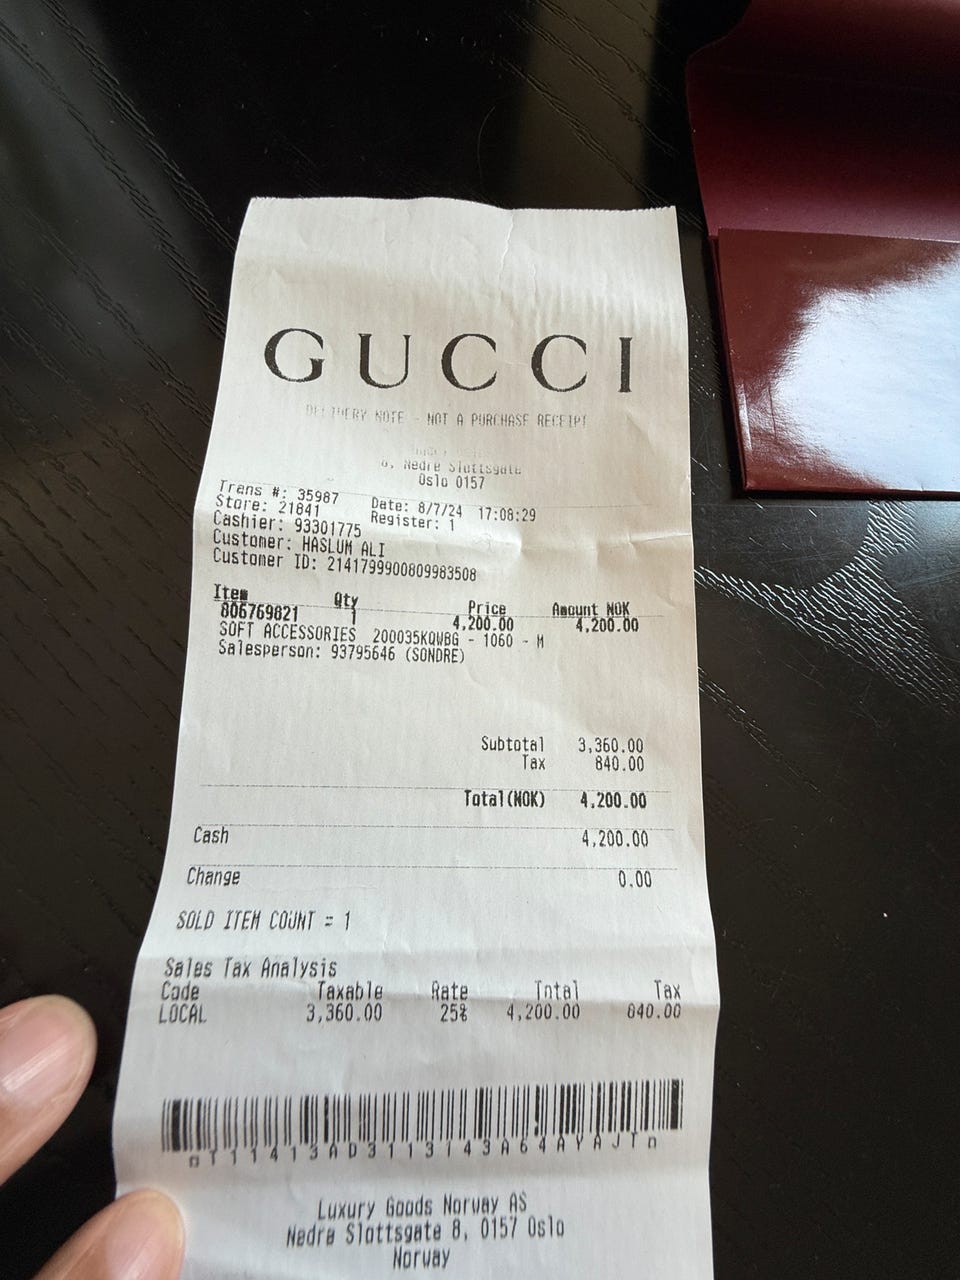 GUCCI
DELIVERY NOTE - NOT A PURCHASE RECEIPT
8, Nedre Slottsgate
Oslo 0157
Trans #: 35987 Date: 8/7/24 17:08:29
Store: 21841 Register: 1
Cashier: 93301775
Customer: HASLUM ALI
Customer ID: 2141799900809983508
Item Qty Price Amount NOK
806769821 1 4,200.00 4,200.00
SOFT ACCESSORIES 200035KQWBG - 1060 - M
Salesperson: 93795646 (SONDRE)
Subtotal 3,360.00
Tax 840.00
Total(NOK) 4,200.00
Cash 4,200.00
Change 0.00
SOLD ITEM COUNT = 1
Sales Tax Analysis
Code Taxable Rate Total Tax
LOCAL 3,360.00 25% 4,200.00 840.00
T11413AD3113143A64AYAJT
Luxury Goods Norway AS
Nedre Slottsgate 8, 0157 Oslo
Norway